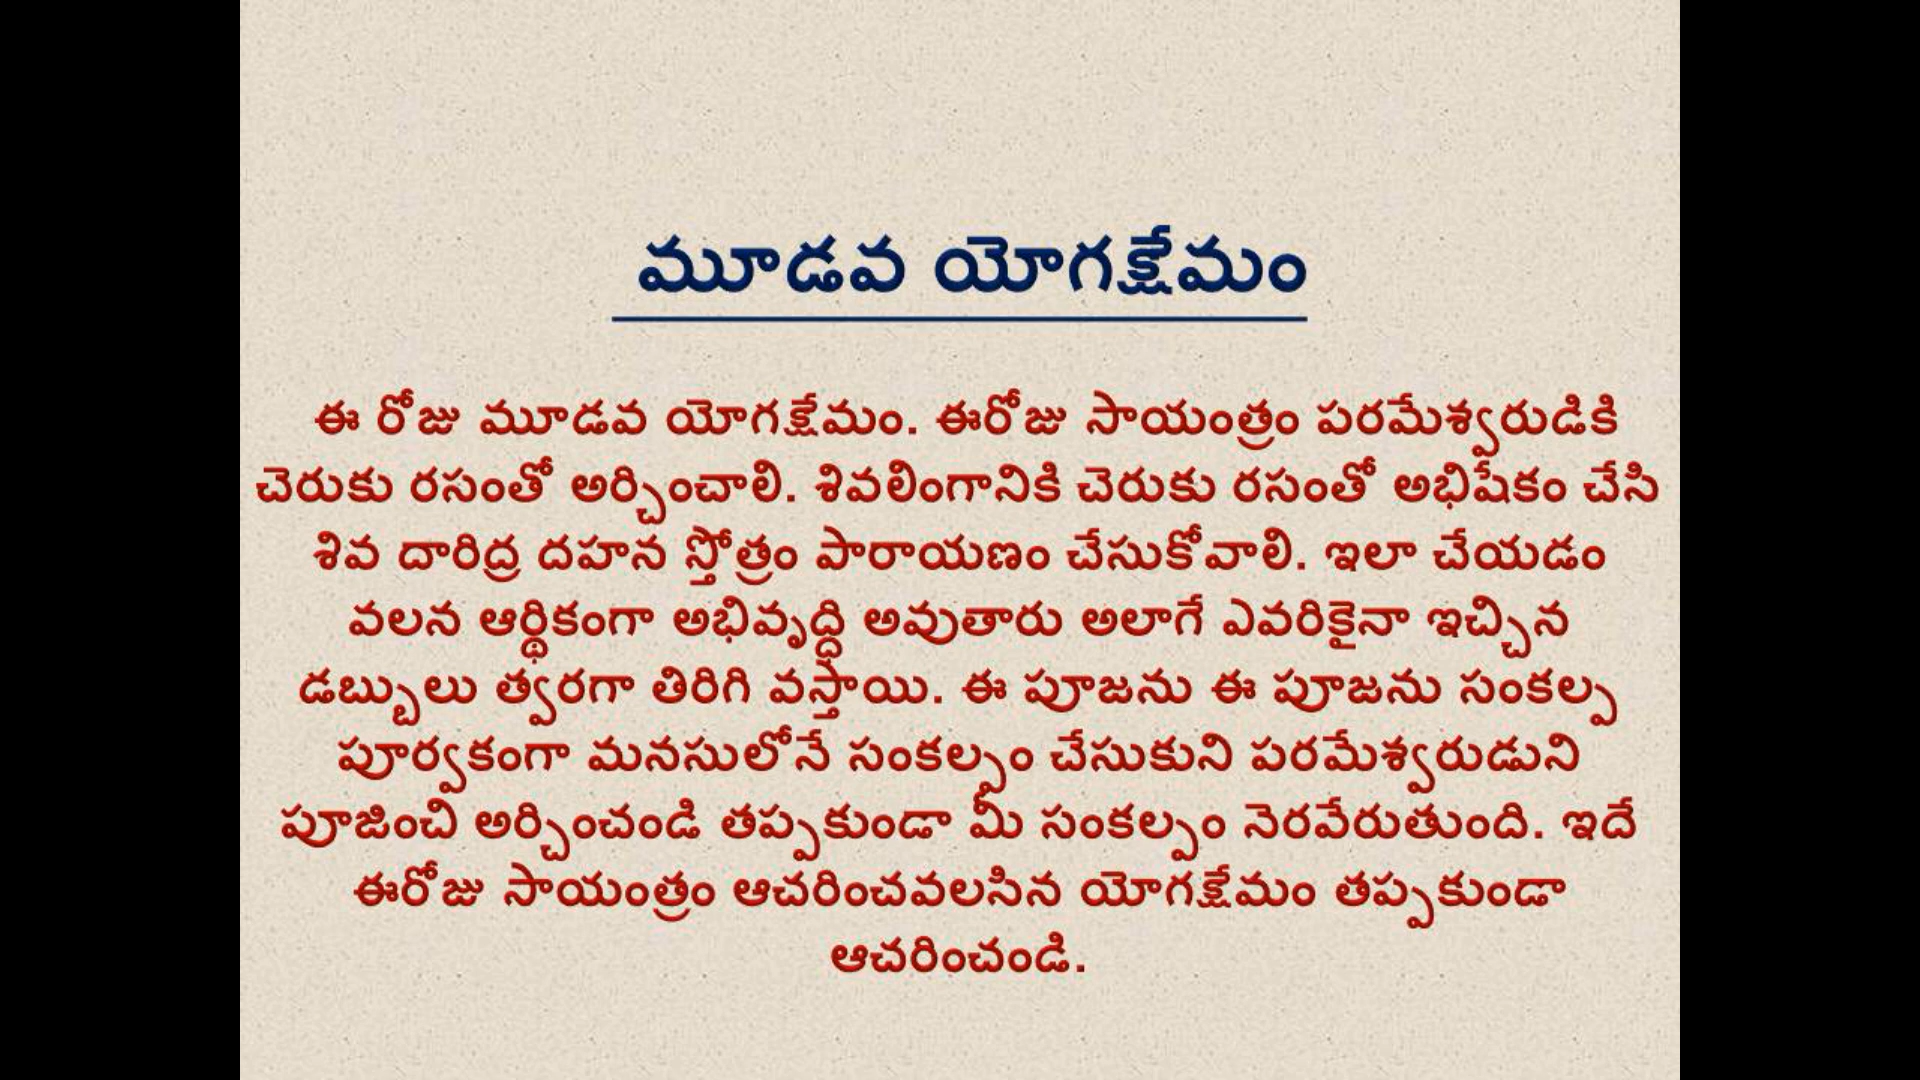 మూడవ యోగక్షేమం
ఈ రోజు మూడవ యోగక్షేమం. ఈరోజు సాయంత్రం పరమేశ్వరుడికి
చెరుకు రసంతో అర్చించాలి. శివలింగానికి చెరుకు రసంతో అభిషేకం చేసి
శివ దారిద్ర దహన స్తోత్రం పారాయణం చేసుకోవాలి. ఇలా చేయడం
వలన ఆర్థికంగా అభివృద్ధి అవుతారు అలాగే ఎవరికైనా ఇచ్చిన
డబ్బులు త్వరగా తిరిగి వస్తాయి. ఈ పూజను ఈ పూజను సంకల్ప
పూర్వకంగా మనసులోనే సంకల్పం చేసుకుని పరమేశ్వరుడుని
పూజించి అర్చించండి తప్పకుండా మీ సంకల్పం నెరవేరుతుంది. ఇదే
ఈరోజు సాయంత్రం ఆచరించవలసిన యోగక్షేమం తప్పకుండా
ఆచరించండి.